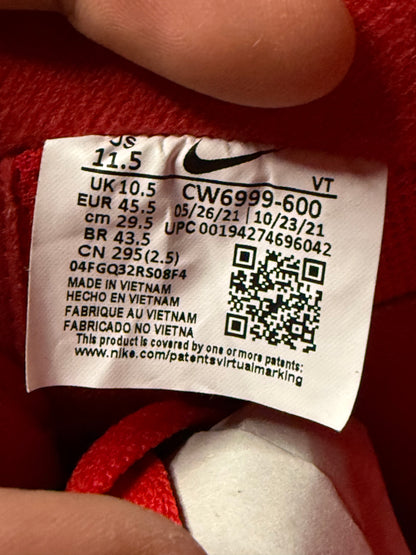 US
11.5
VT
UK 10.5
CW6999-600
EUR 45.5
05/26/21 | 10/23/21
cm 29.5
UPC 00194274696042
BR 43.5
CN 295(2.5)
04FGQ32RS08F4
MADE IN VIETNAM
HECHO EN VIETNAM
FABRIQUE AU VIETNAM
FABRICADO NO VIETNA
This product is covered by one or more patents:
www.nike.com/patentsvirtualmarking